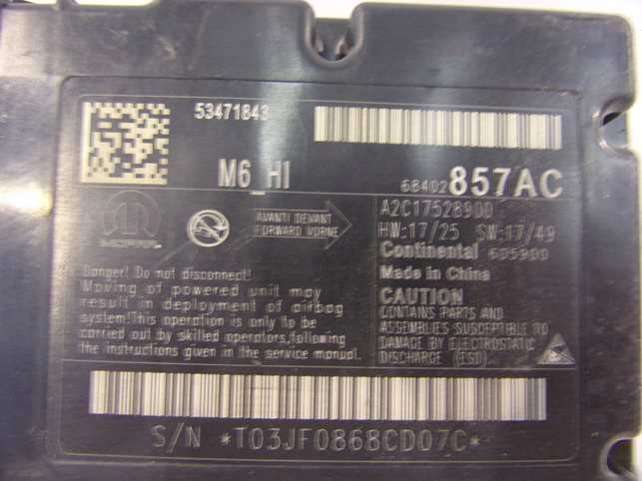 53471843
M6_HI
68402857AC
MOPAR
AVANTI DEVANT
FORWARD VORNE
A2C17528900
HW:17/25 SW:17/49
Continental 605900
Made in China
Danger! Do not disconnect!
Moving of powered unit may
result in deployment of airbag
system!This operation is only to be
carried out by skilled operators,following
the instructions given in the service manual.
CAUTION
CONTAINS PARTS AND
ASSEMBLIES SUSCEPTIBLE TO
DAMAGE BY ELECTROSTATIC
DISCHARGE (ESD)
S/N *T03JF0868CD07C*